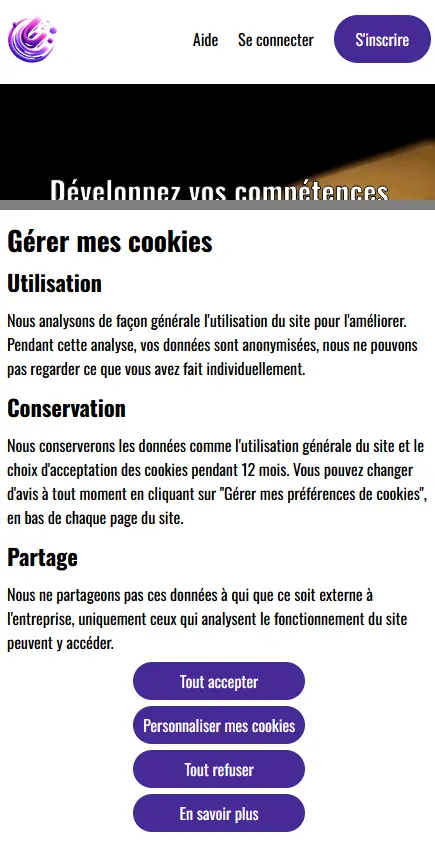 Aide
Se connecter
S'inscrire
Développez vos compétences
Gérer mes cookies
Utilisation
Nous analysons de façon générale l'utilisation du site pour l'améliorer.
Pendant cette analyse, vos données sont anonymisées, nous ne pouvons
pas regarder ce que vous avez fait individuellement.
Conservation
Nous conserverons les données comme l'utilisation générale du site et le
choix d'acceptation des cookies pendant 12 mois. Vous pouvez changer
d'avis à tout moment en cliquant sur "Gérer mes préférences de cookies",
en bas de chaque page du site.
Partage
Nous ne partageons pas ces données à qui que ce soit externe à
l'entreprise, uniquement ceux qui analysent le fonctionnement du site
peuvent y accéder.
Tout accepter
Personnaliser mes cookies
Tout refuser
En savoir plus